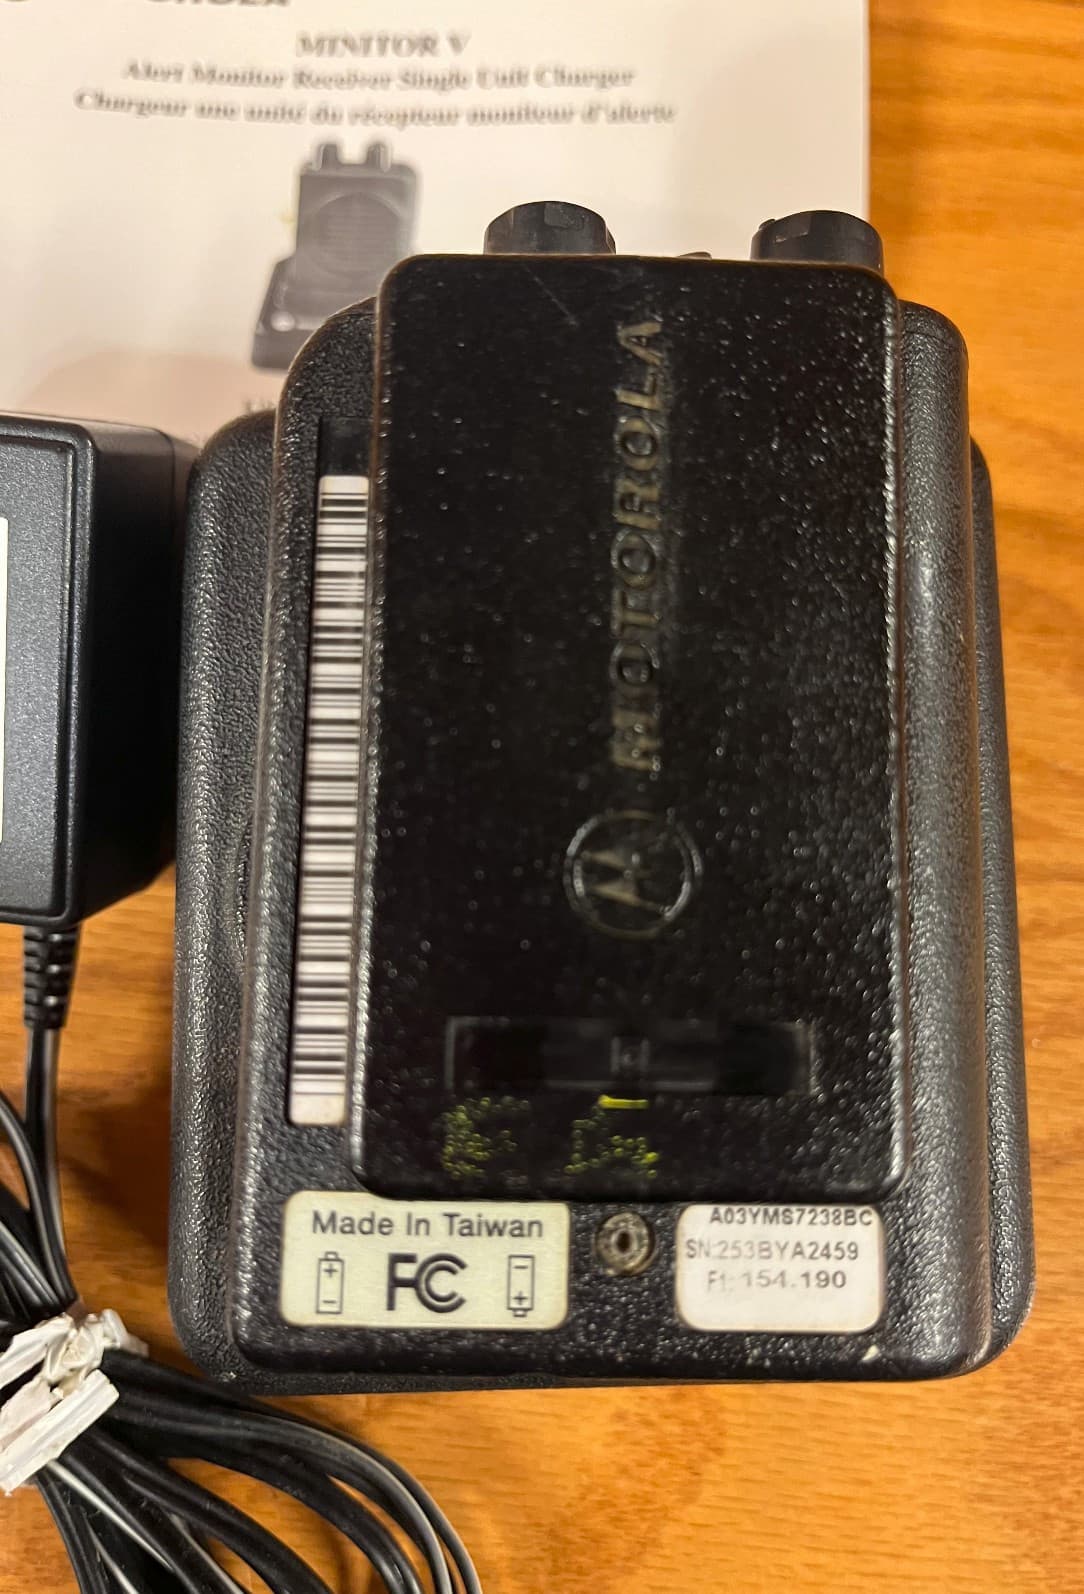 MINITOR V
Alert Monitor Receiver Single Unit Charger
Chargeur une unité du récepteur moniteur d'alerte
MOTOROLA
Made In Taiwan
FC
A03YMS7238BC
SN:253BYA2459
F1: 154.190